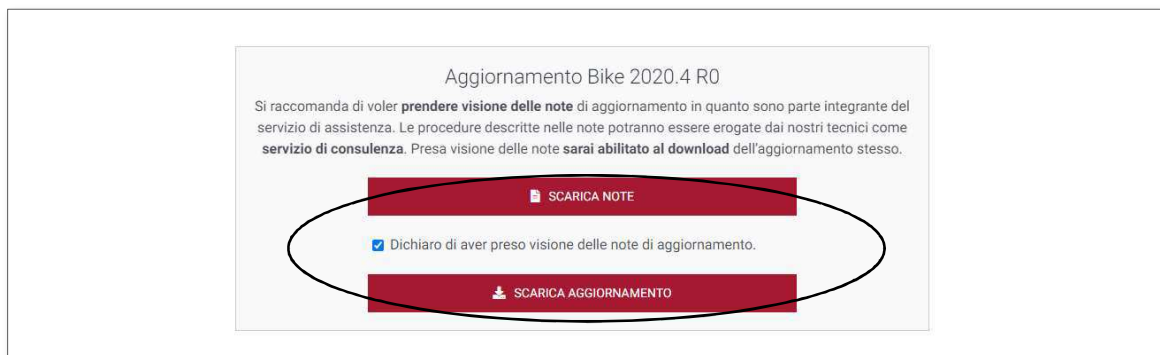 Aggiornamento Bike 2020.4 R0
Si raccomanda di voler prendere visione delle note di aggiornamento in quanto sono parte integrante del
servizio di assistenza. Le procedure descritte nelle note potranno essere erogate dai nostri tecnici come
servizio di consulenza. Presa visione delle note sarai abilitato al download dell'aggiornamento stesso.
SCARICA NOTE
Dichiaro di aver preso visione delle note di aggiornamento.
SCARICA AGGIORNAMENTO